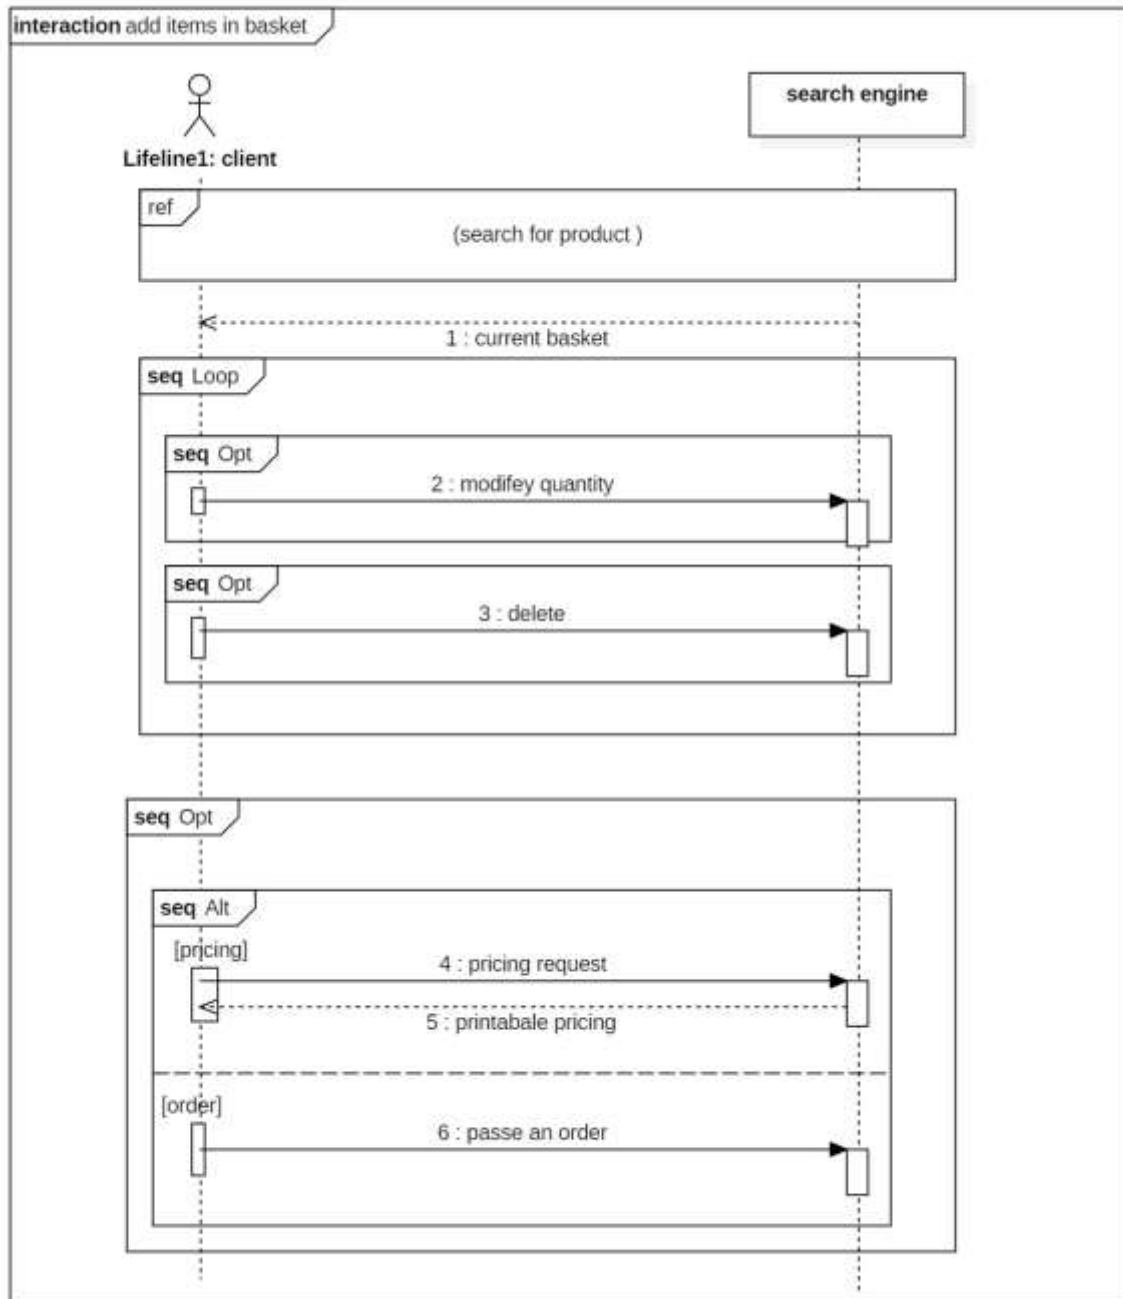 interaction add items in basket
search engine
Lifeline1: client
ref
(search for product )
1 : current basket
seq Loop
seq Opt
2 : modifey quantity
seq Opt
3 : delete
seq Opt
seq Alt
[pricing]
4 : pricing request
5 : printabale pricing
[order]
6 : passe an order